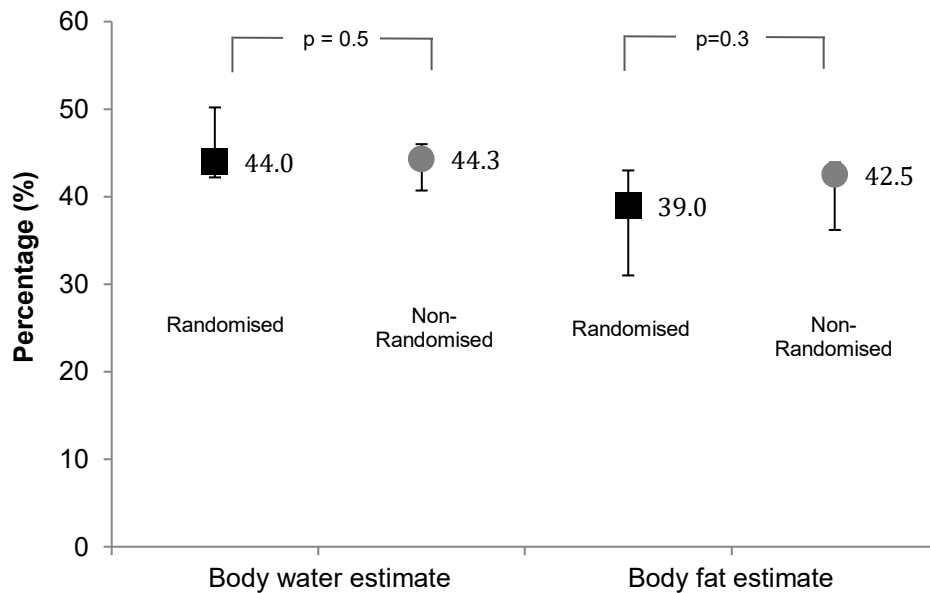 60
50
40
30
20
10
0
Percentage (%)
p = 0.5
p=0.3
44.0
44.3
39.0
42.5
Randomised
Non-
Randomised
Randomised
Non-
Randomised
Body water estimate
Body fat estimate